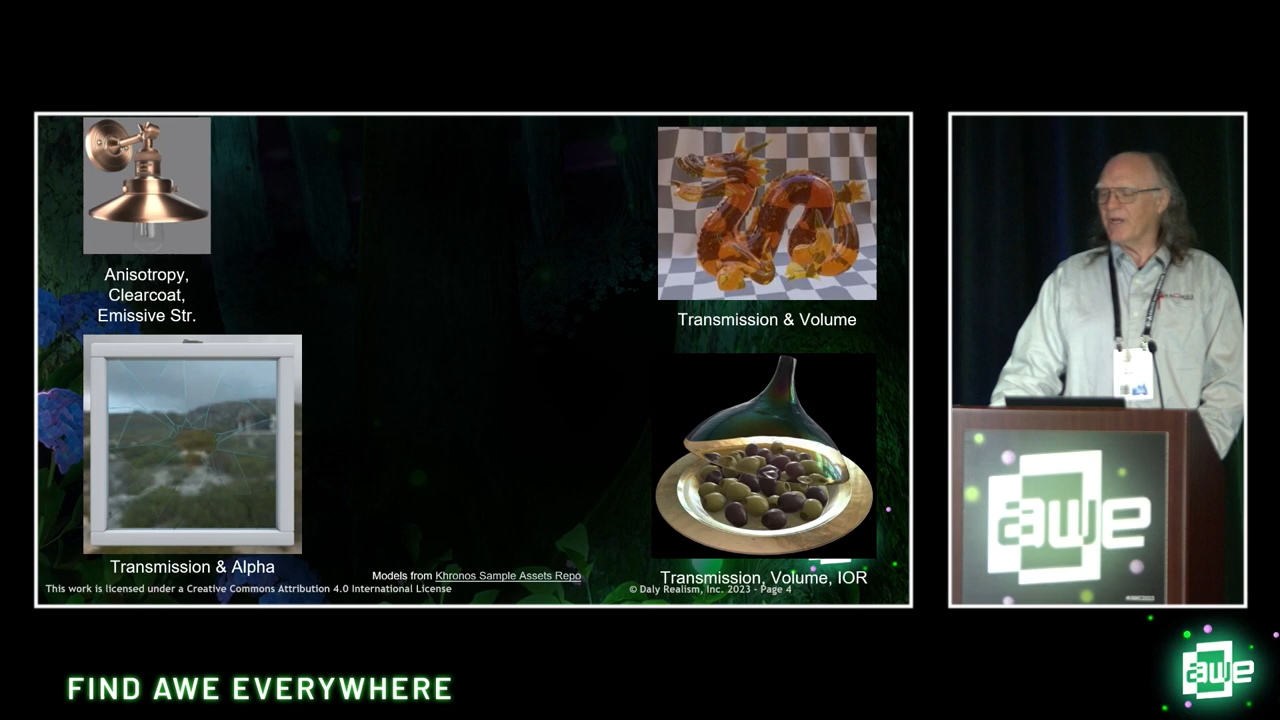 Anisotropy,
Clearcoat,
Emissive Str.
Transmission & Volume
Transmission & Alpha
Transmission, Volume, IOR
Models from Khronos Sample Assets Repo
This work is licensed under a Creative Commons Attribution 4.0 International License
© Daly Realism, Inc. 2023 - Page 4
awe
FIND AWE EVERYWHERE
awe